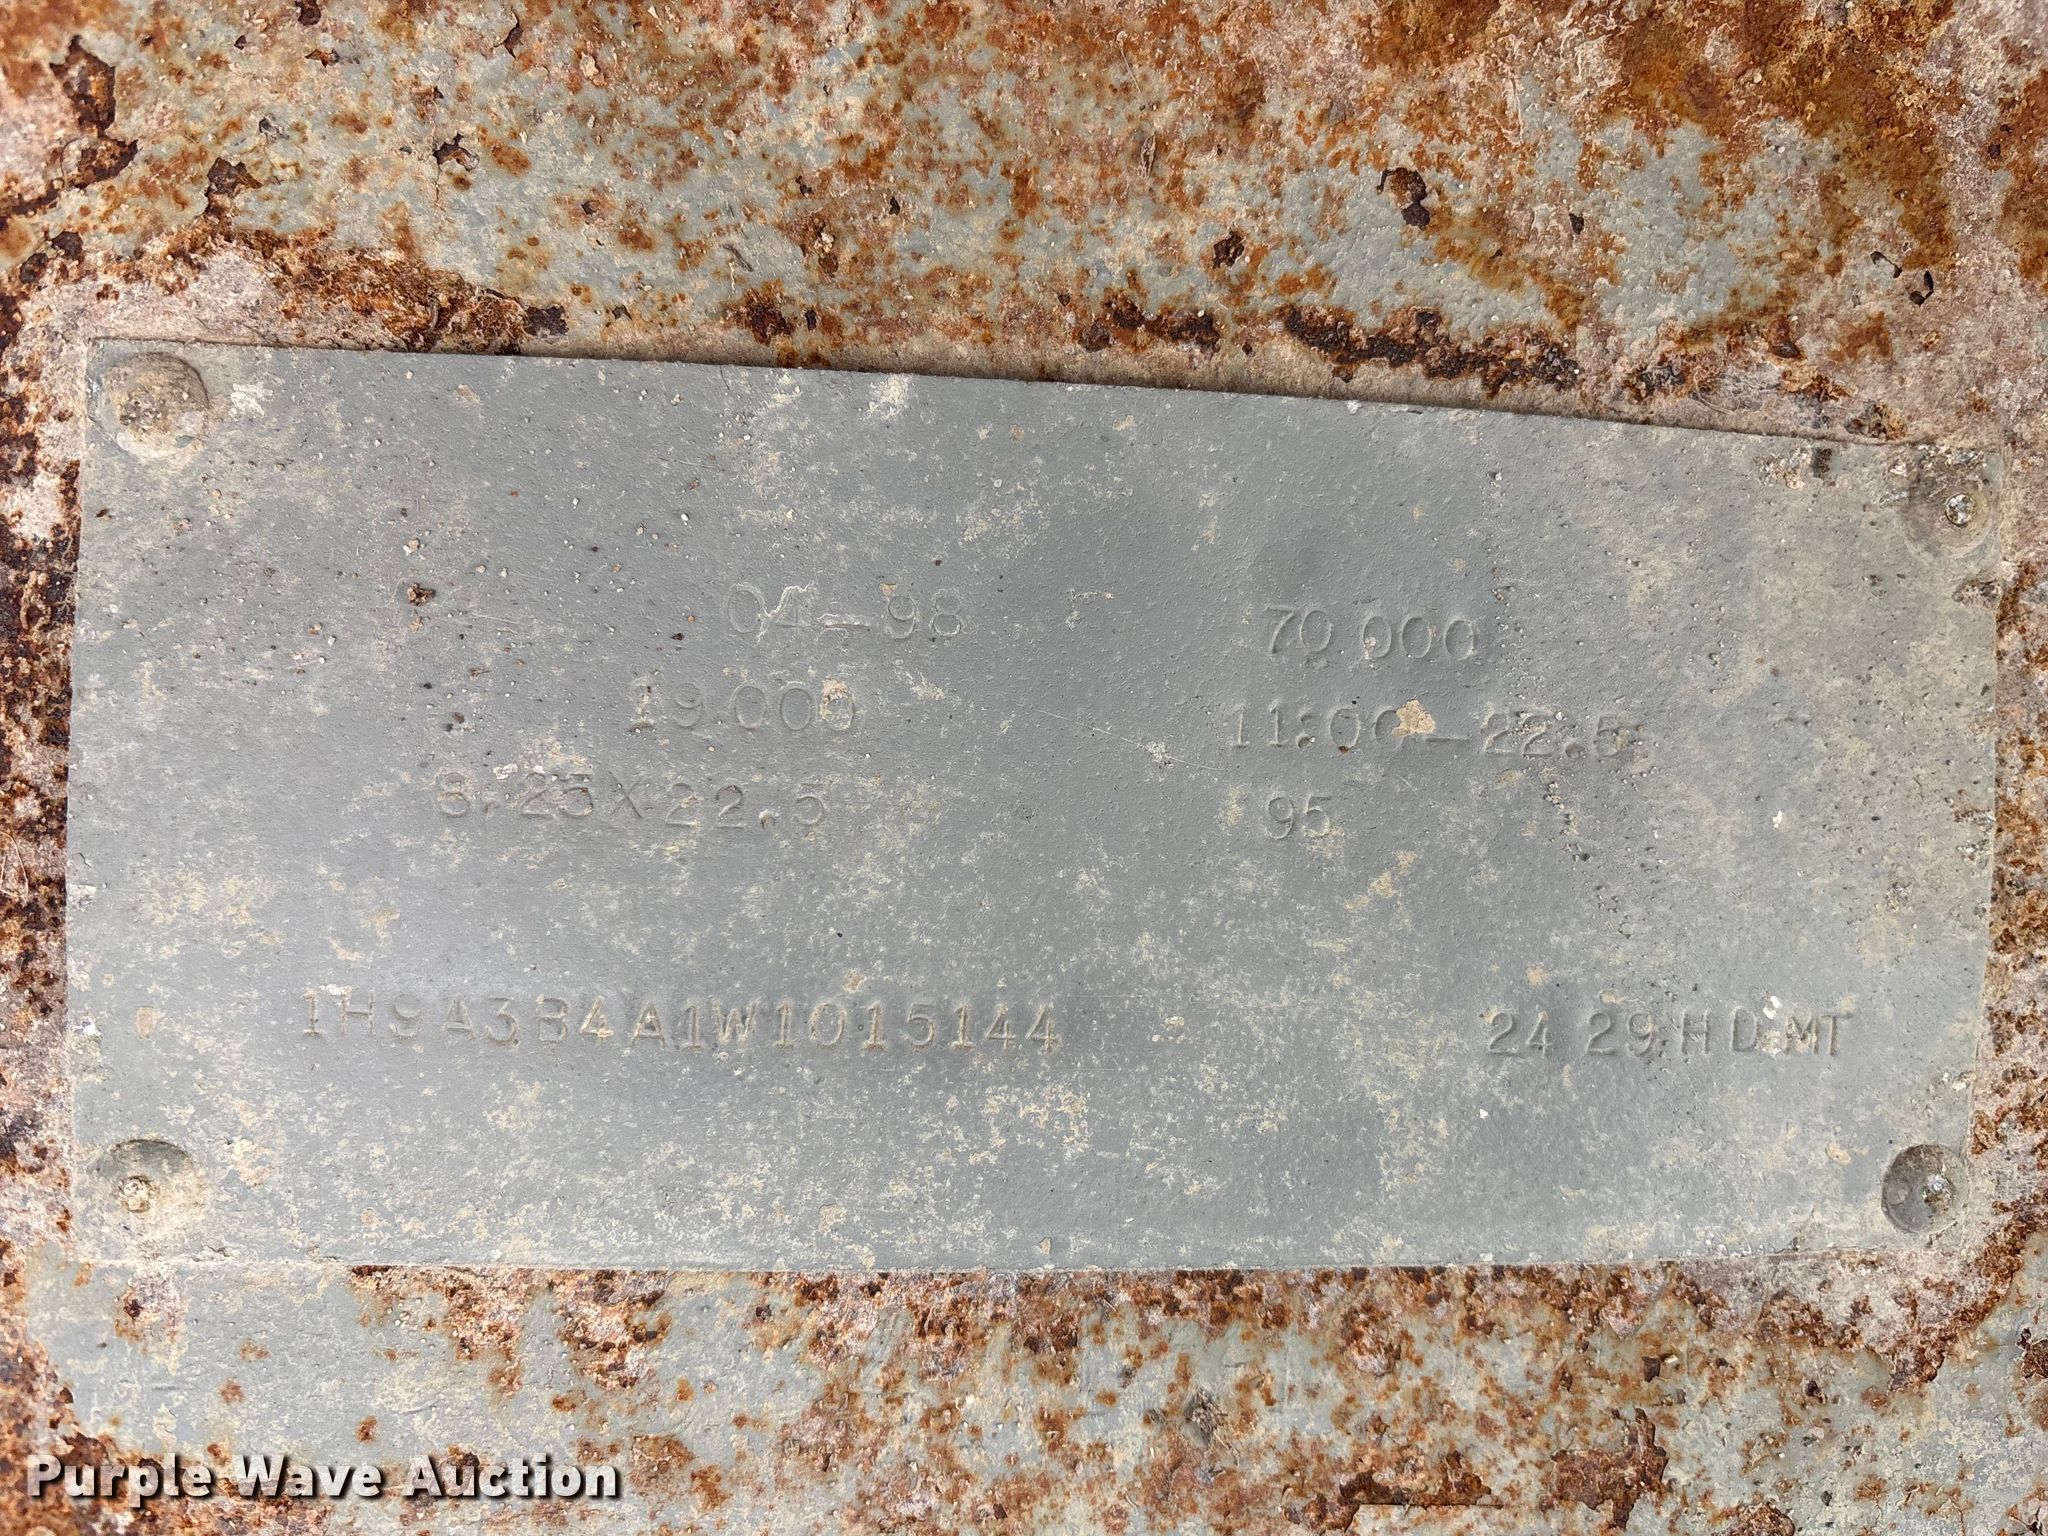 04-98 70 000
19 000 11:00-22.5
8.25X22.5 95
1H9A3B4A1W1015144 24 29 H D MT
Purple Wave Auction